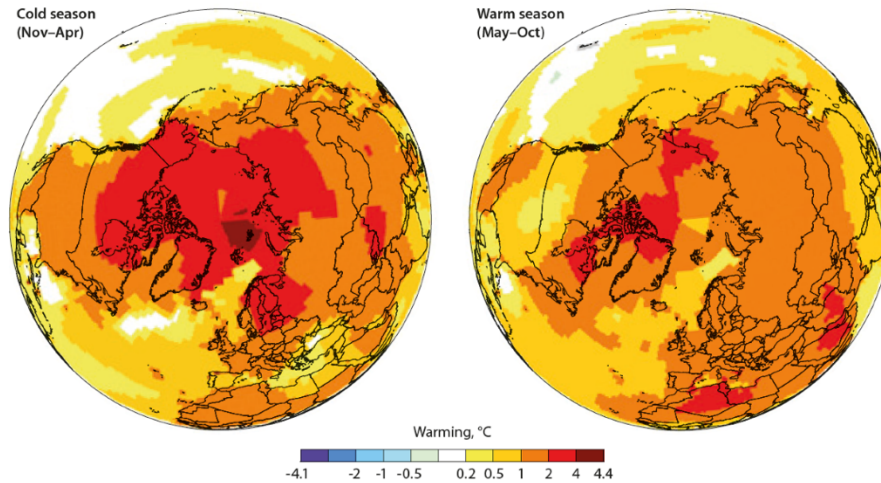 Cold season
(Nov–Apr)
Warm season
(May–Oct)
Warming, °C
-4.1 -2 -1 -0.5 0.2 0.5 1 2 4 4.4